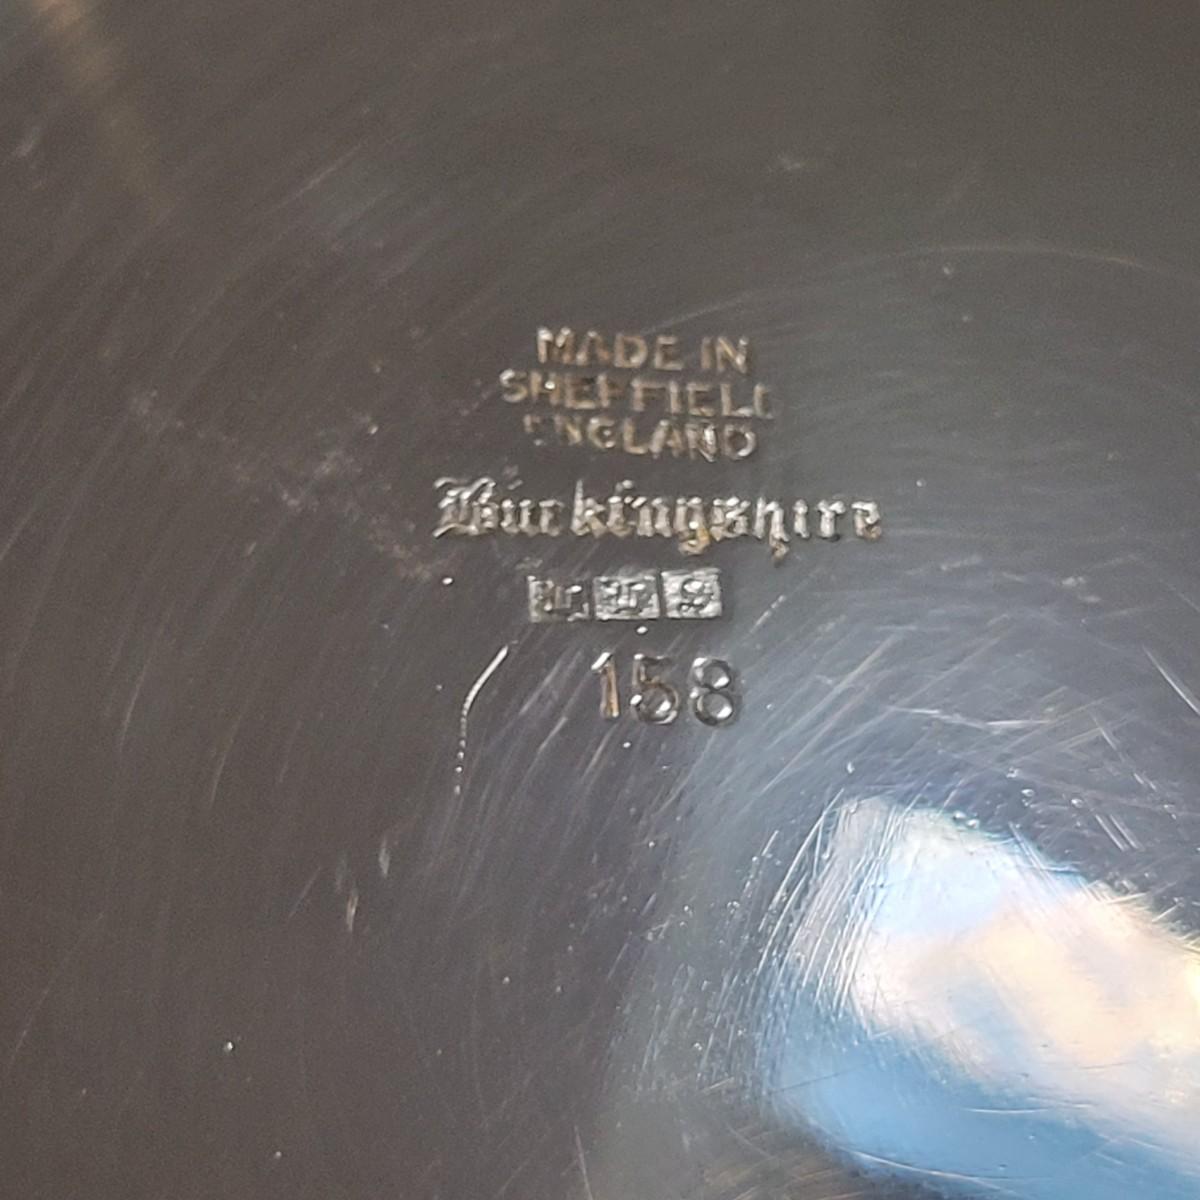 MADE IN
SHEFFIELD
ENGLAND
Buckingshire
158